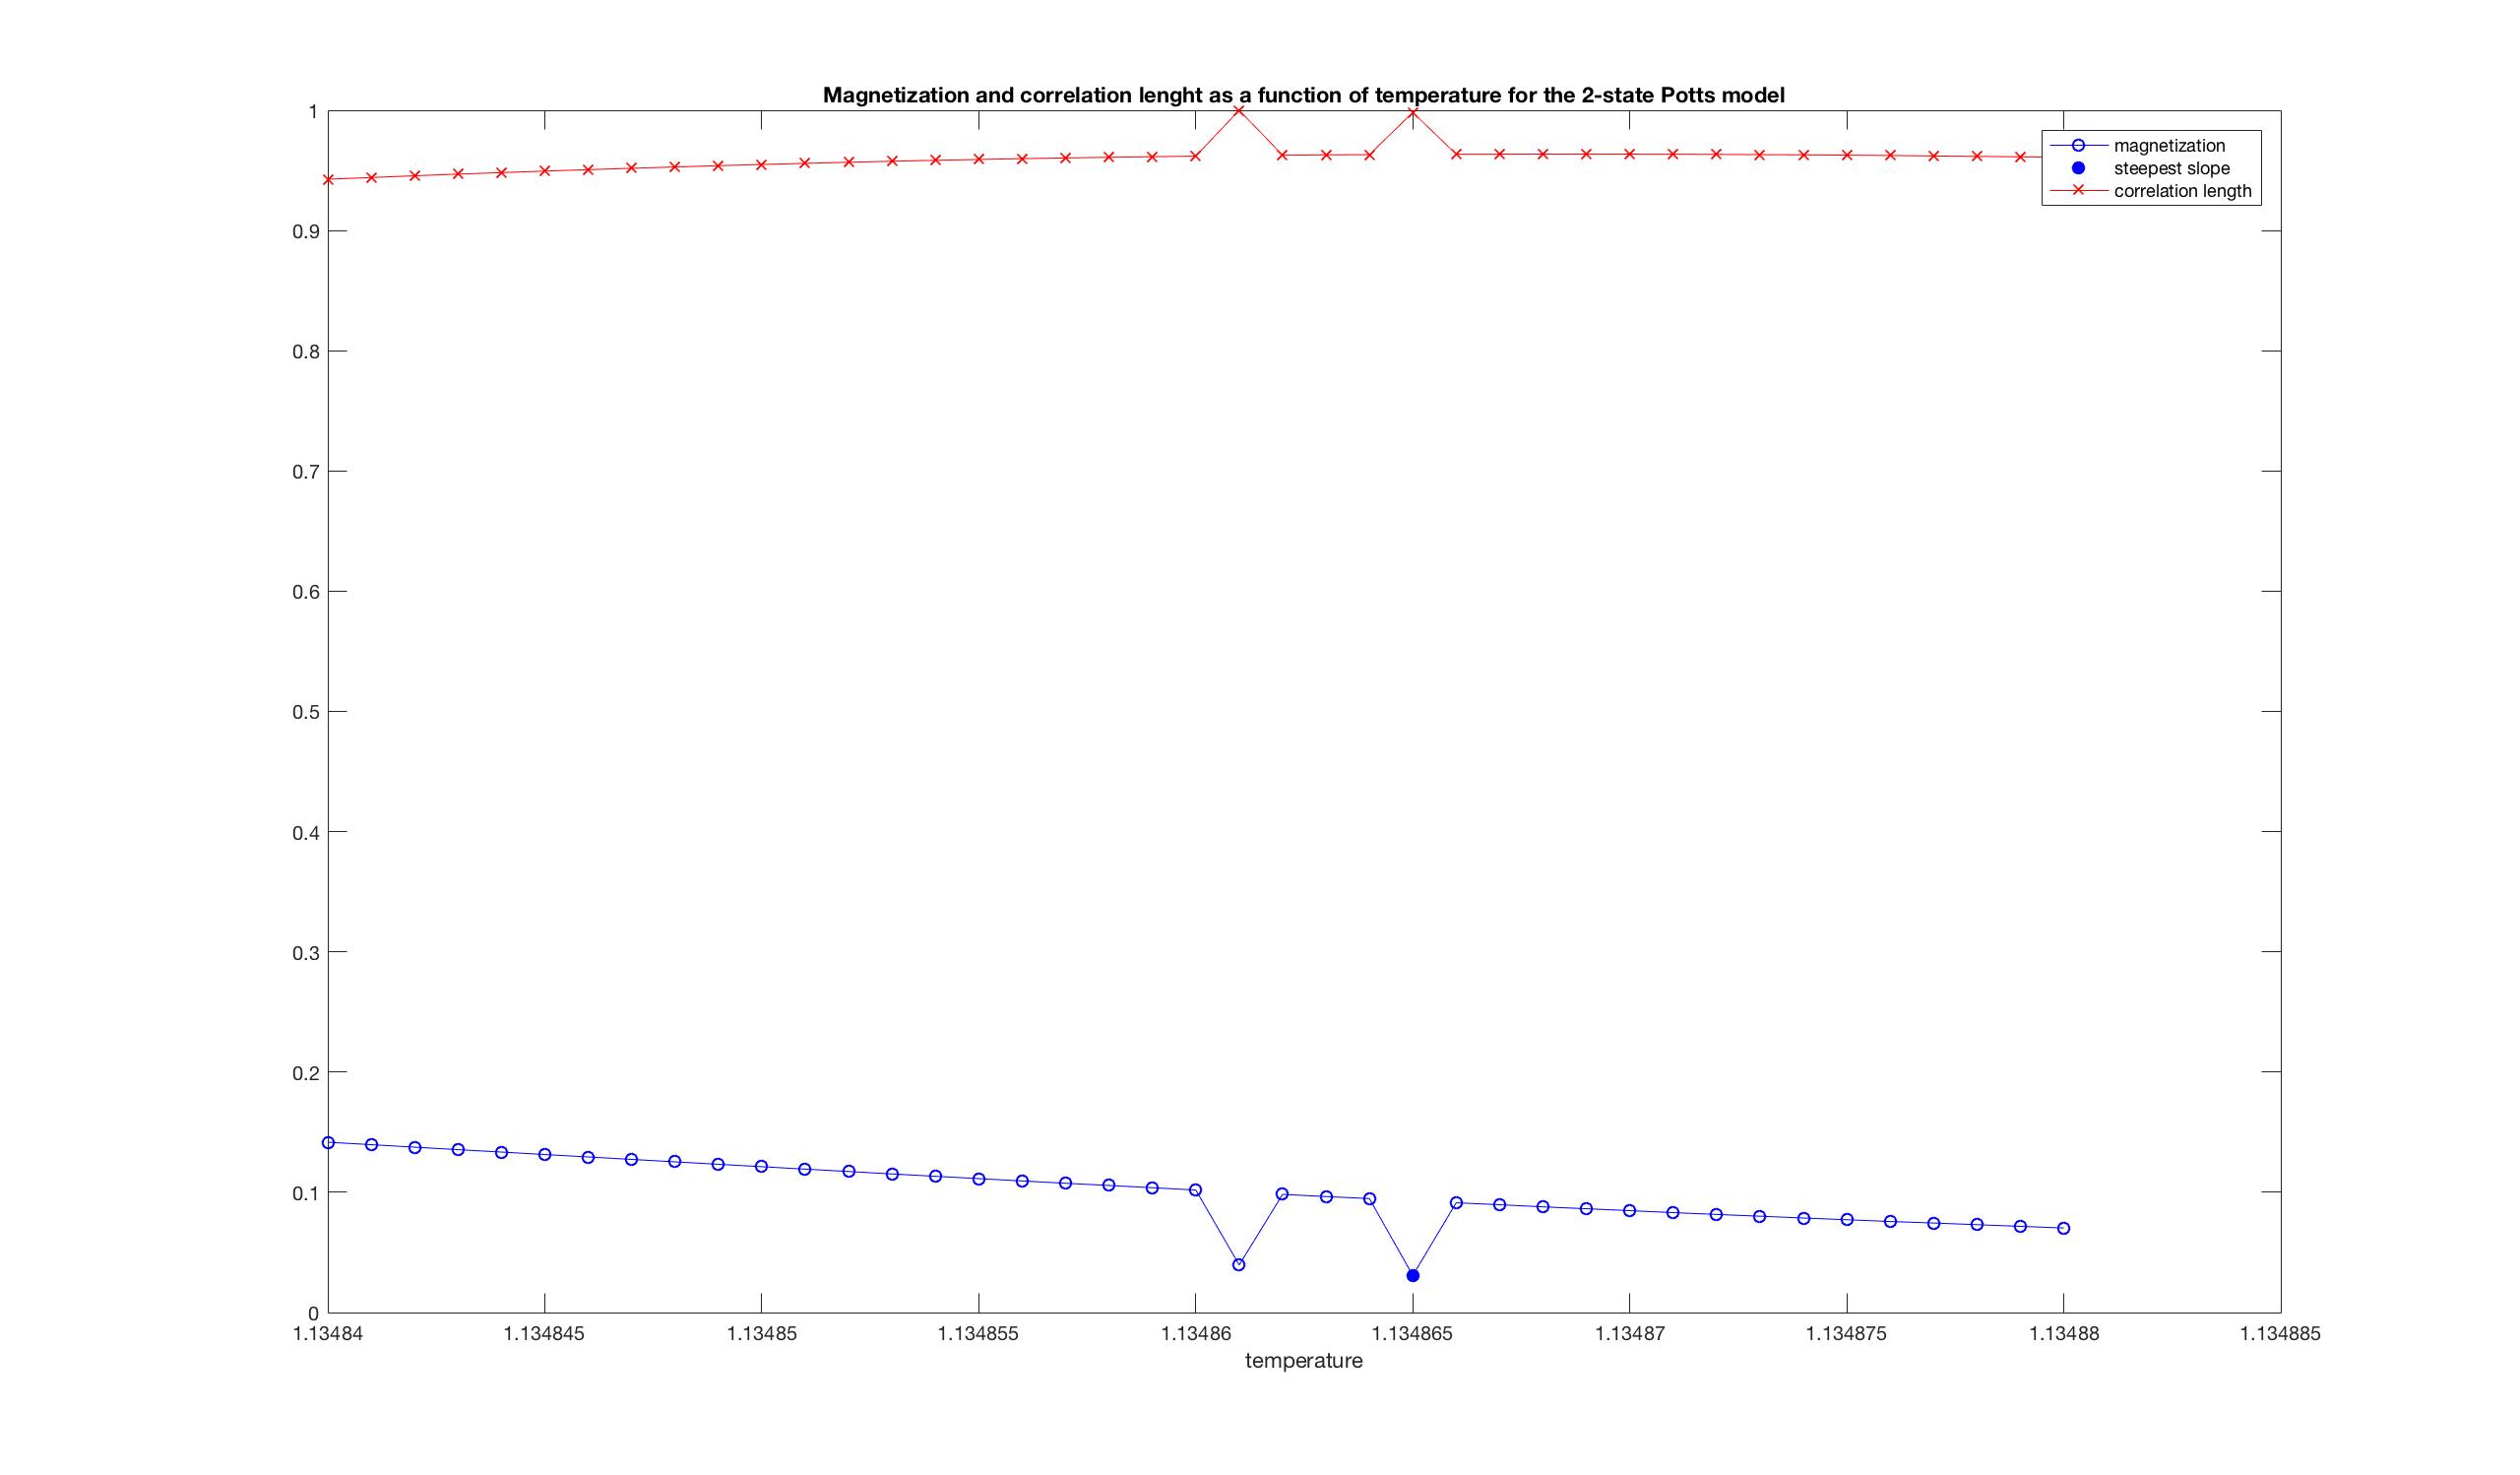 Magnetization and correlation lenght as a function of temperature for the 2-state Potts model
1
0.9
0.8
0.7
0.6
0.5
0.4
0.3
0.2
0.1
0
magnetization
steepest slope
correlation length
1.13484 1.134845 1.13485 1.134855 1.13486 1.134865 1.13487 1.134875 1.13488 1.134885
temperature